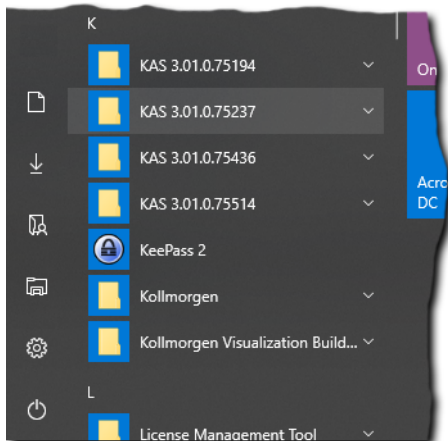 K
KAS 3.01.0.75194
On
KAS 3.01.0.75237
KAS 3.01.0.75436
KAS 3.01.0.75514
Acro
DC
KeePass 2
Kollmorgen
Kollmorgen Visualization Build...
L
License Management Tool